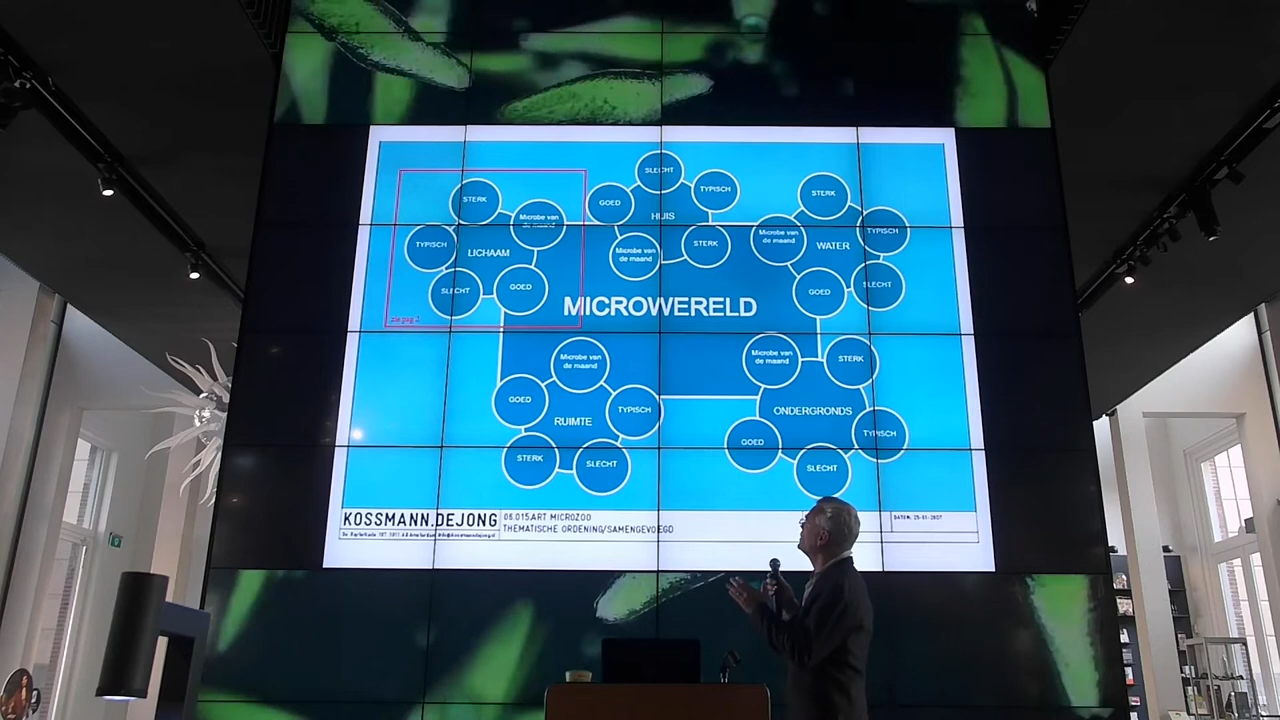 SLECHT
GOED
TYPISCH
HUIS
Microbe van
de maand
STERK
STERK
Microbe van
de maand
TYPISCH
LICHAAM
SLECHT
GOED
STERK
Microbe van
de maand
TYPISCH
WATER
GOED
SLECHT
MICROWERELD
Microbe van
de maand
GOED
TYPISCH
RUIMTE
STERK
SLECHT
Microbe van
de maand
STERK
ONDERGRONDS
GOED
TYPISCH
SLECHT
KOSSMANN.DEJONG
06.015.ART MICROZOO
THEMATISCHE ORDENING/SAMENGEVOEGD